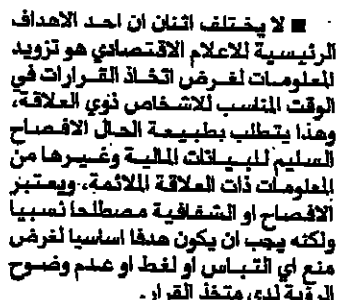 ■ لا يختلف اثنان ان احد الاهداف
الرئيسية للاعلام الاقتصادي هو تزويد
المعلومات لغرض اتخاذ القرارات في
الوقت المناسب للاشخاص ذوي العلاقة،
وهذا يتطلب بطبيعة الحال الافصاح
السليم للبيانات المالية وغيرها من
المعلومات ذات العلاقة الملائمة، ويعتبر
الافصاح او الشفافية مصطلحا نسبيا
ولكنه يجب ان يكون هدفا اساسيا لغرض
منع اي التباس او لغط او عدم وضوح
الرؤية لدى متخذ القرار.